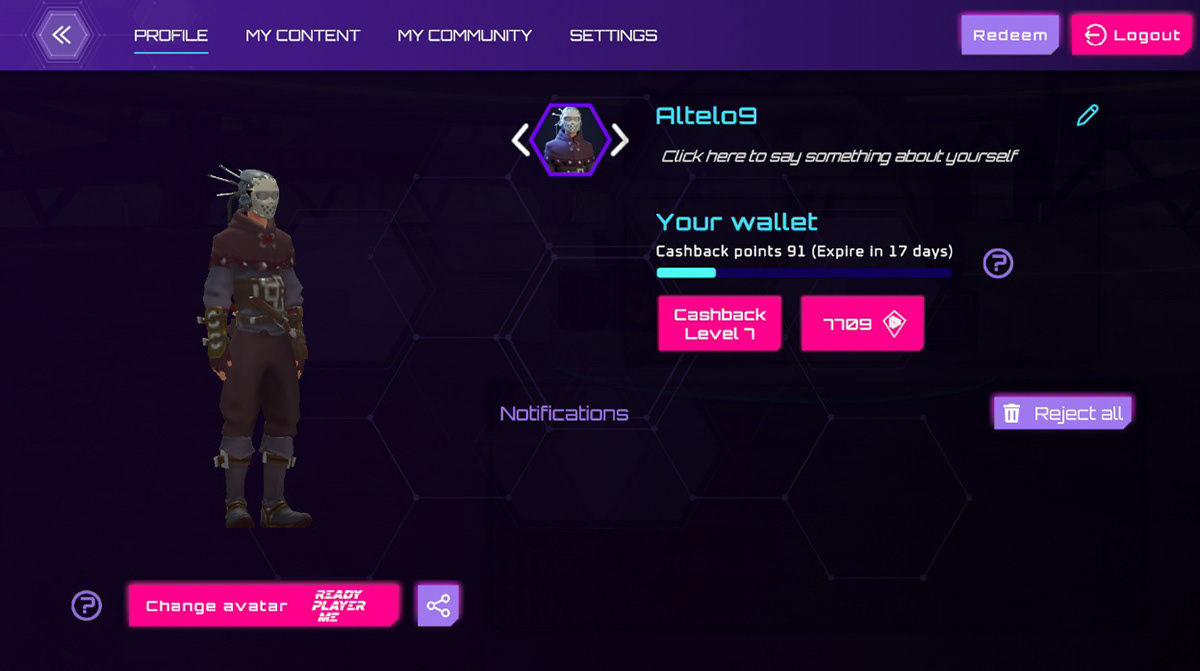 PROFILE
MY CONTENT
MY COMMUNITY
SETTINGS
Redeem
Logout
Altelo9
Click here to say something about yourself
Your wallet
Cashback points 91 (Expire in 17 days)
?
Cashback
Level 7
7709
Notifications
Reject all
?
Change avatar
READY
PLAYER
ME